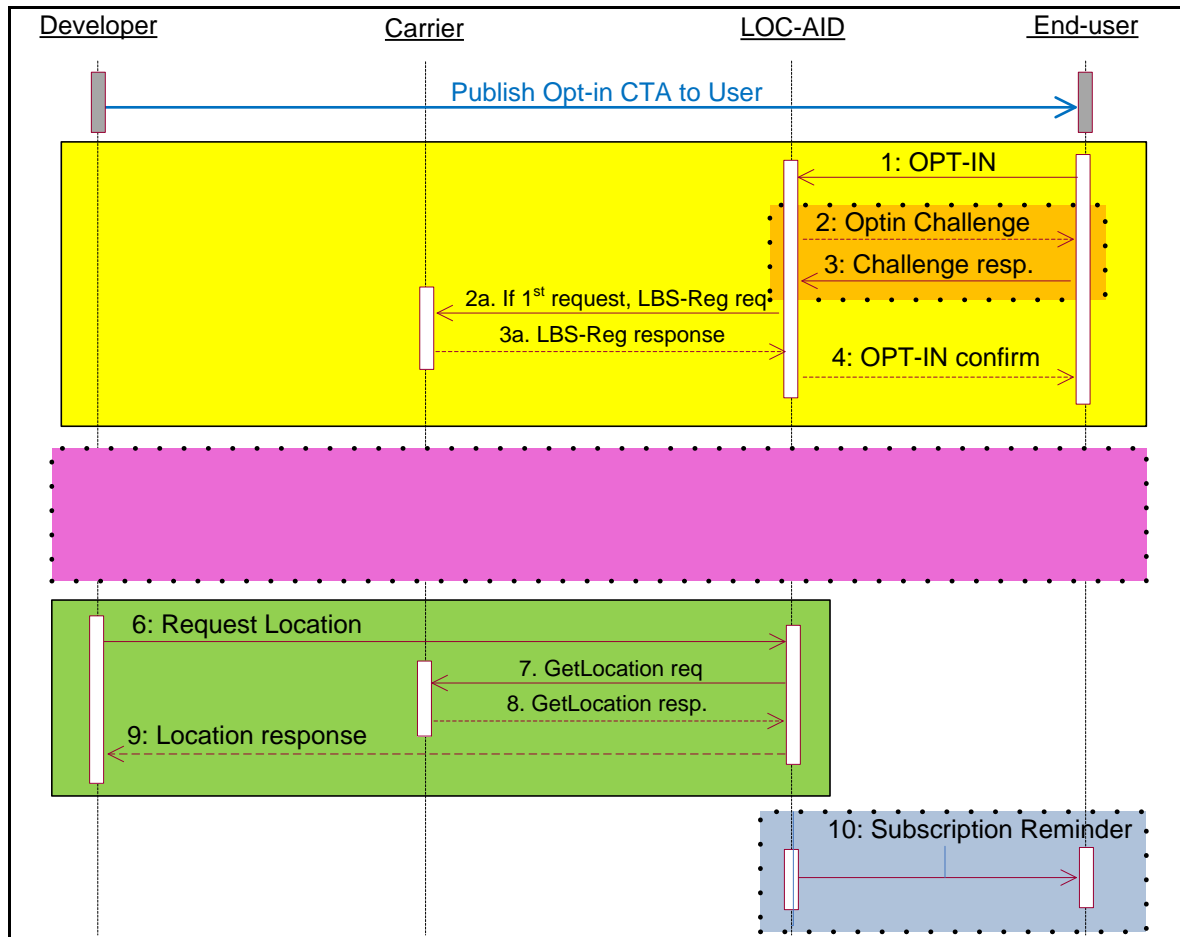 Developer
Carrier
LOC-AID
End-user
Publish Opt-in CTA to User
1: OPT-IN
2: Optin Challenge
3: Challenge resp.
2a. If 1st request, LBS-Reg req
3a. LBS-Reg response
4: OPT-IN confirm
6: Request Location
7. GetLocation req
8. GetLocation resp.
9: Location response
10: Subscription Reminder